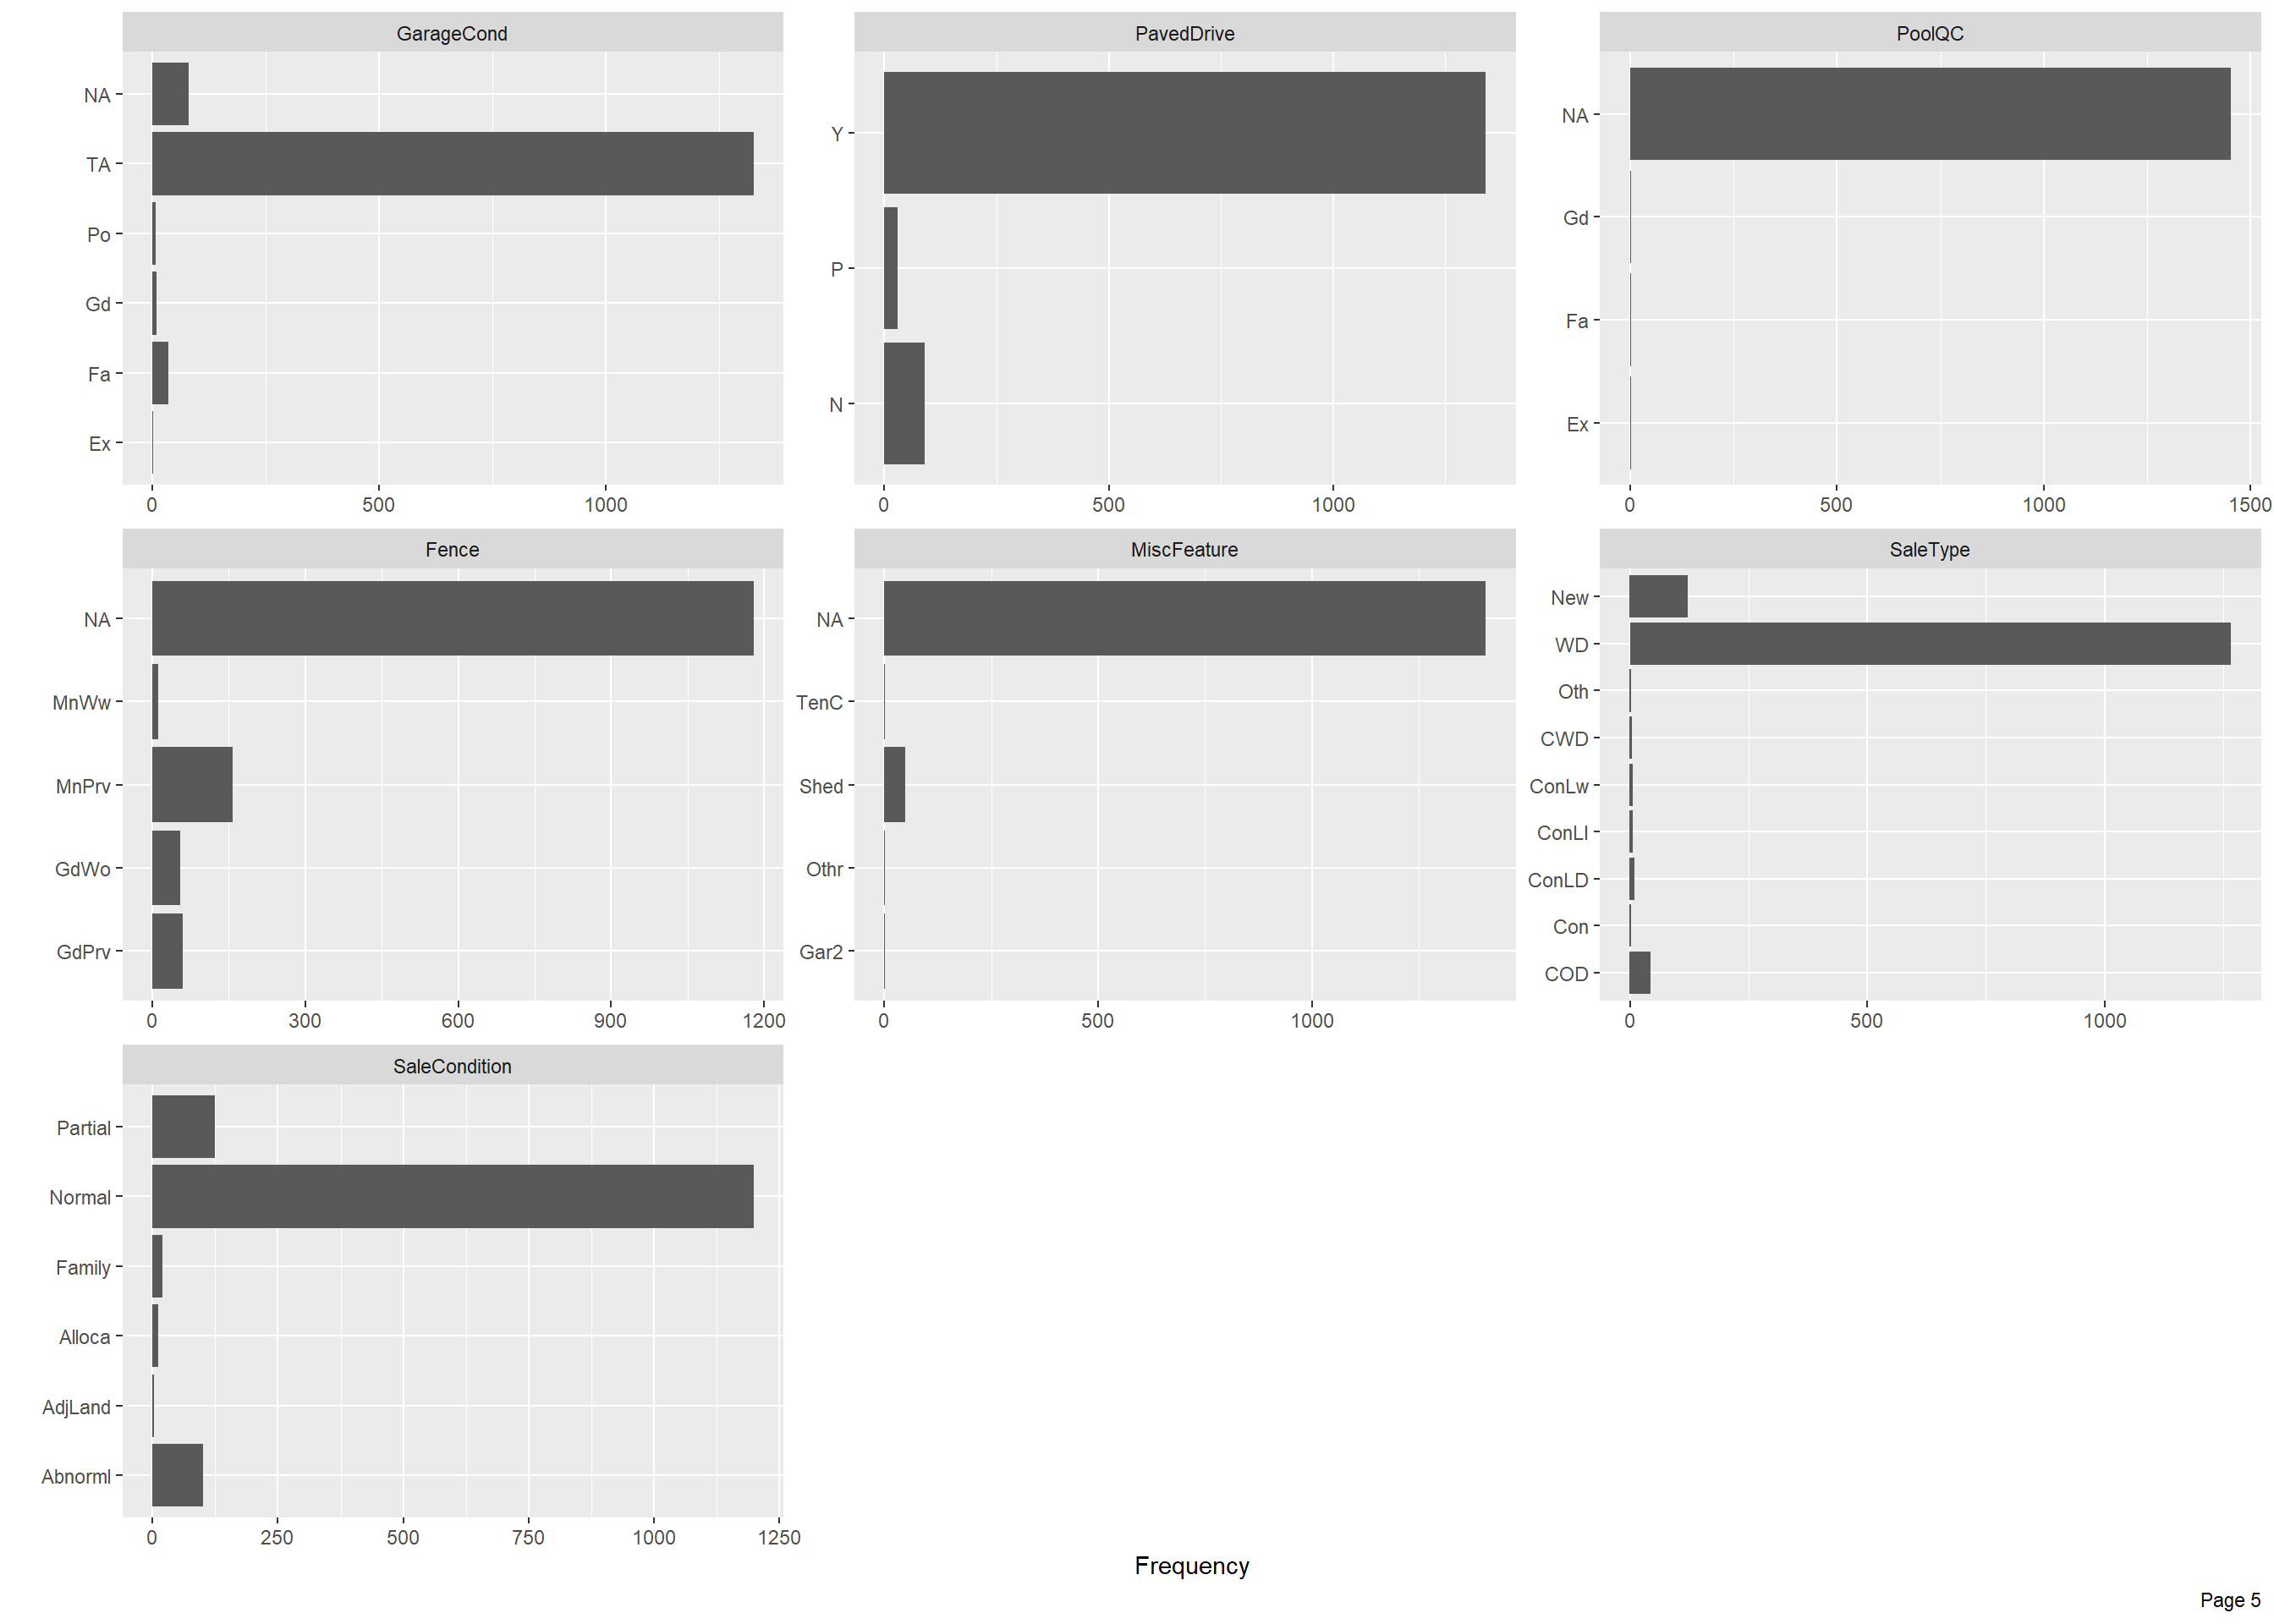 GarageCond
NA
TA
Po
Gd
Fa
Ex
0 500 1000
PavedDrive
Y
P
N
0 500 1000
PoolQC
NA
Gd
Fa
Ex
0 500 1000 1500
Fence
NA
MnWw
MnPrv
GdWo
GdPrv
0 300 600 900 1200
MiscFeature
NA
TenC
Shed
Othr
Gar2
0 500 1000
SaleType
New
WD
Oth
CWD
ConLw
ConLI
ConLD
Con
COD
0 500 1000
SaleCondition
Partial
Normal
Family
Alloca
AdjLand
Abnorml
0 250 500 750 1000 1250
Frequency
Page 5